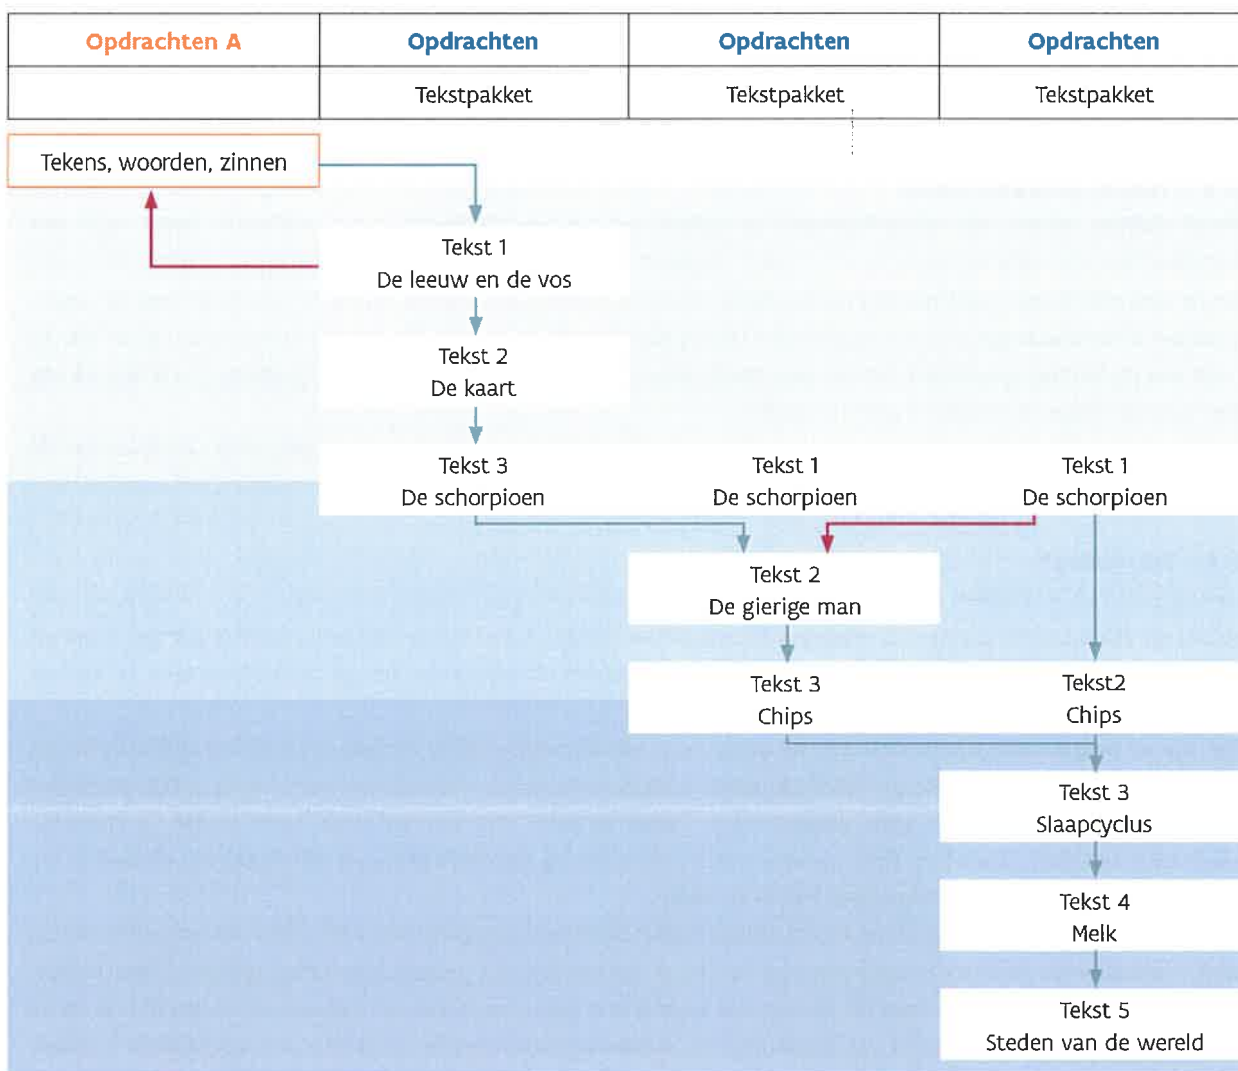 Opdrachten A
Opdrachten
Opdrachten
Opdrachten
Tekstpakket
Tekstpakket
Tekstpakket
Tekens, woorden, zinnen
Tekst 1
De leeuw en de vos
Tekst 2
De kaart
Tekst 3
De schorpioen
Tekst 1
De schorpioen
Tekst 1
De schorpioen
Tekst 2
De gierige man
Tekst 3
Chips
Tekst2
Chips
Tekst 3
Slaapcyclus
Tekst 4
Melk
Tekst 5
Steden van de wereld